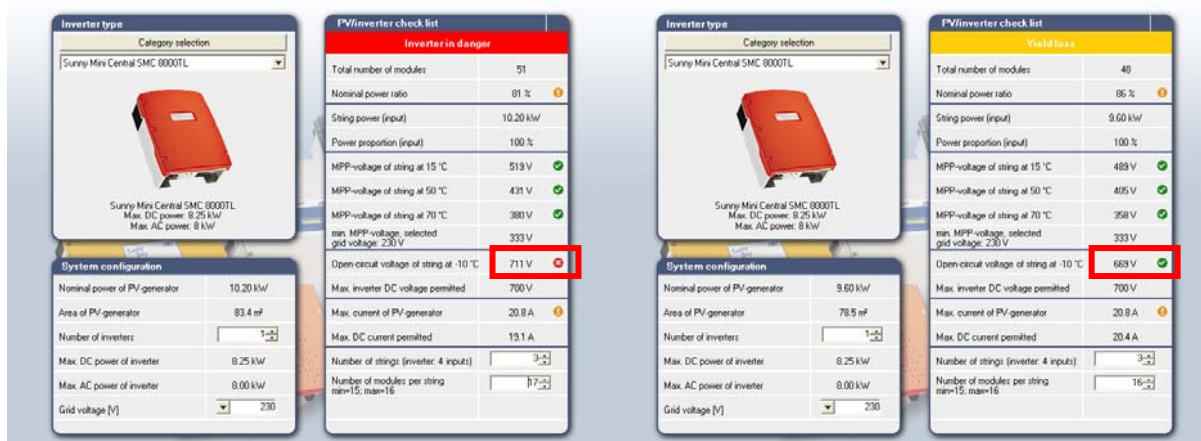 Inverter type
Category selection
Sunny Mini Central SMC 8000TL
Sunny Mini Central SMC 8000TL
Max. DC power: 8.25 kW
Max. AC power: 8 kW
System configuration
Nominal power of PV-generator 10.20 kW
Area of PV-generator 83.4 m²
Number of inverters 1
Max. DC power of inverter 8.25 kW
Max. AC power of inverter 8.00 kW
Grid voltage [V] 230
PV/inverter check list
Inverter in danger
Total number of modules 51
Nominal power ratio 81 %
String power (input) 10.20 kW
Power proportion (input) 100 %
MPP-voltage of string at 15 °C 519 V
MPP-voltage of string at 50 °C 431 V
MPP-voltage of string at 70 °C 380 V
min. MPP-voltage, selected
grid voltage: 230 V 333 V
Open-circuit voltage of string at -10 °C 711 V
Max. inverter DC voltage permitted 700 V
Max. current of PV-generator 20.8 A
Max. DC current permitted 19.1 A
Number of strings (inverter: 4 inputs) 3
Number of modules per string 17
min=15; max=16
Inverter type
Category selection
Sunny Mini Central SMC 8000TL
Sunny Mini Central SMC 8000TL
Max. DC power: 8.25 kW
Max. AC power: 8 kW
System configuration
Nominal power of PV-generator 9.60 kW
Area of PV-generator 78.5 m²
Number of inverters 1
Max. DC power of inverter 8.25 kW
Max. AC power of inverter 8.00 kW
Grid voltage [V] 230
PV/inverter check list
Yield loss
Total number of modules 48
Nominal power ratio 86 %
String power (input) 9.60 kW
Power proportion (input) 100 %
MPP-voltage of string at 15 °C 489 V
MPP-voltage of string at 50 °C 405 V
MPP-voltage of string at 70 °C 358 V
min. MPP-voltage, selected
grid voltage: 230 V 333 V
Open-circuit voltage of string at -10 °C 669 V
Max. inverter DC voltage permitted 700 V
Max. current of PV-generator 20.8 A
Max. DC current permitted 20.4 A
Number of strings (inverter: 4 inputs) 3
Number of modules per string 16
min=15; max=16